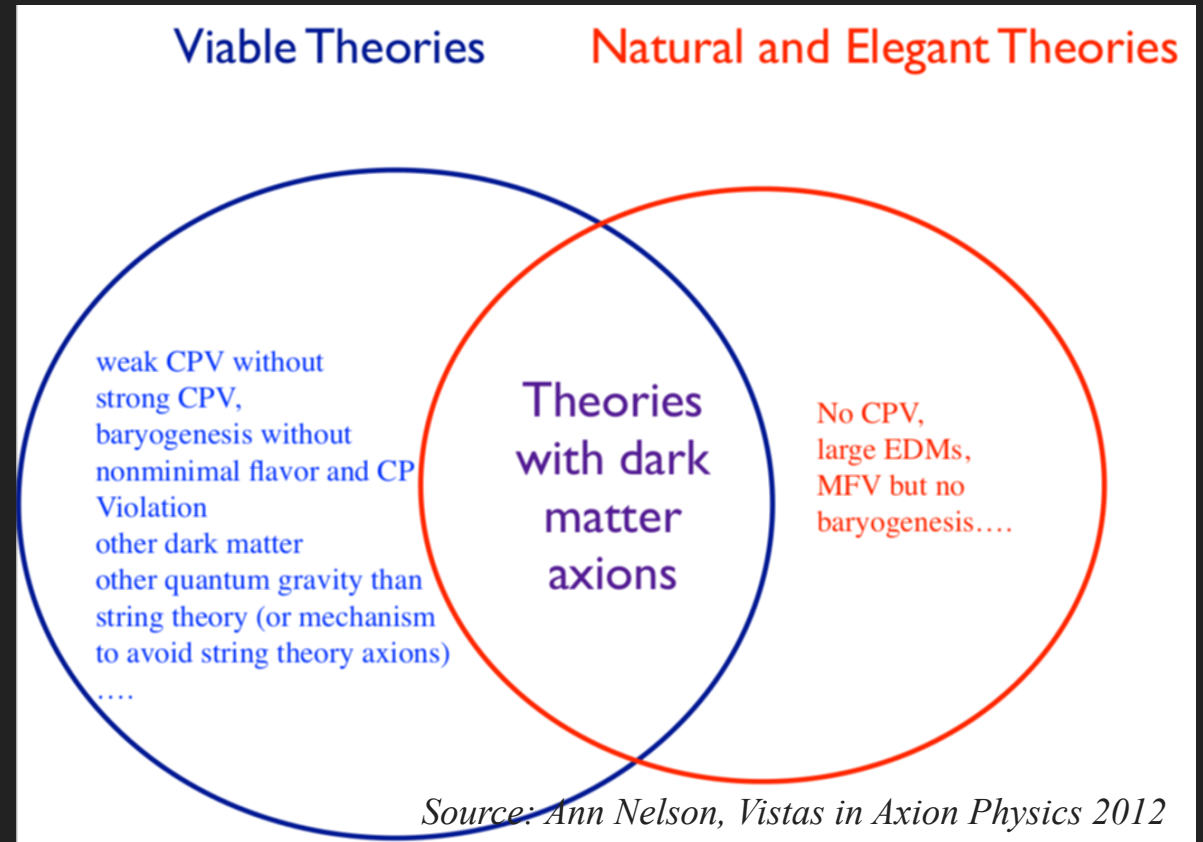 Viable Theories
Natural and Elegant Theories
weak CPV without
strong CPV,
baryogenesis without
nonminimal flavor and CP
Violation
other dark matter
other quantum gravity than
string theory (or mechanism
to avoid string theory axions)
....
Theories
with dark
matter
axions
No CPV,
large EDMs,
MFV but no
baryogenesis....
Source: Ann Nelson, Vistas in Axion Physics 2012